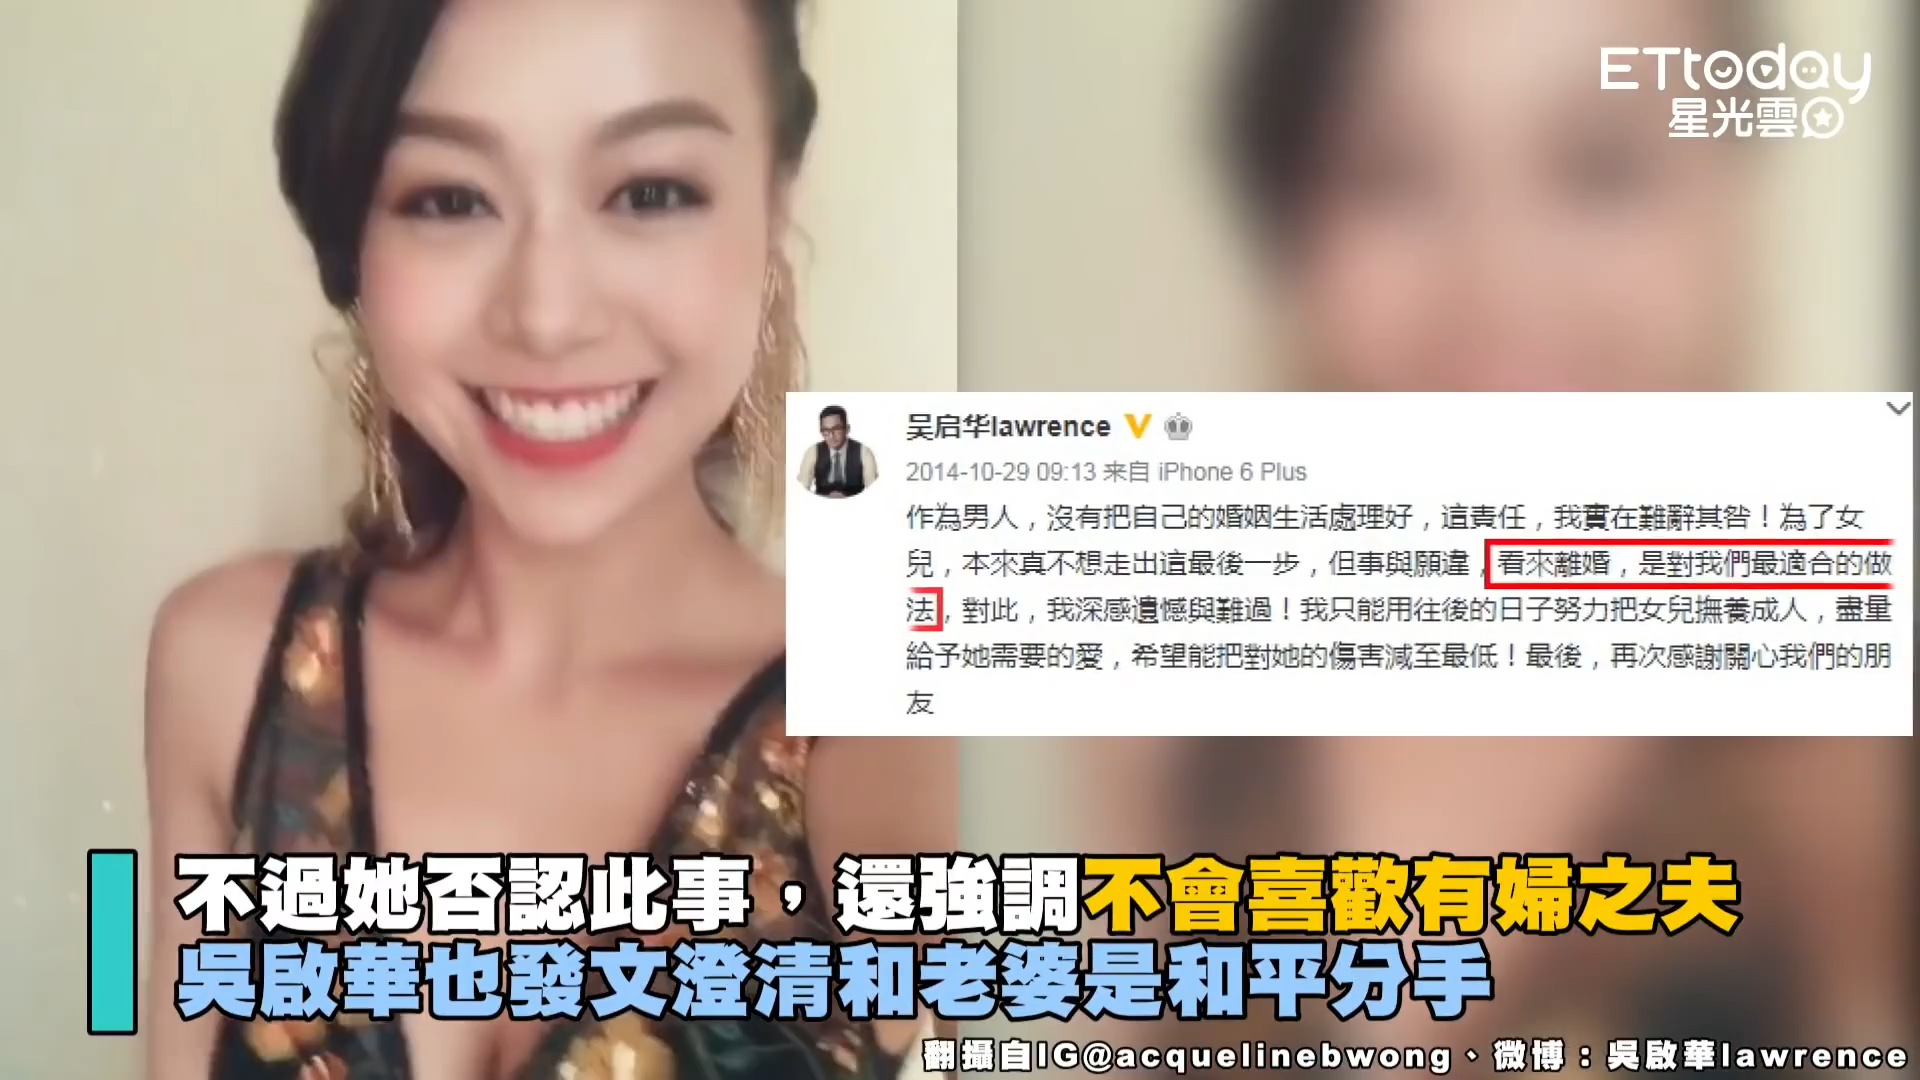 ETtoday
星光雲
吴启华lawrence
2014-10-29 09:13 来自 iPhone 6 Plus
作為男人，沒有把自己的婚姻生活處理好，這責任，我實在難辭其咎！為了女
兒，本來真不想走出這最後一步，但事與願違，看來離婚，是對我們最適合的做
法，對此，我深感遺憾與難過！我只能用往後的日子努力把女兒撫養成人，盡量
給予她需要的愛，希望能把對她的傷害減至最低！最後，再次感謝關心我們的朋
友
不過她否認此事，還強調不會喜歡有婦之夫
吳啟華也發文澄清和老婆是和平分手
翻攝自IG@acquelinebwong、微博：吳啟華lawrence